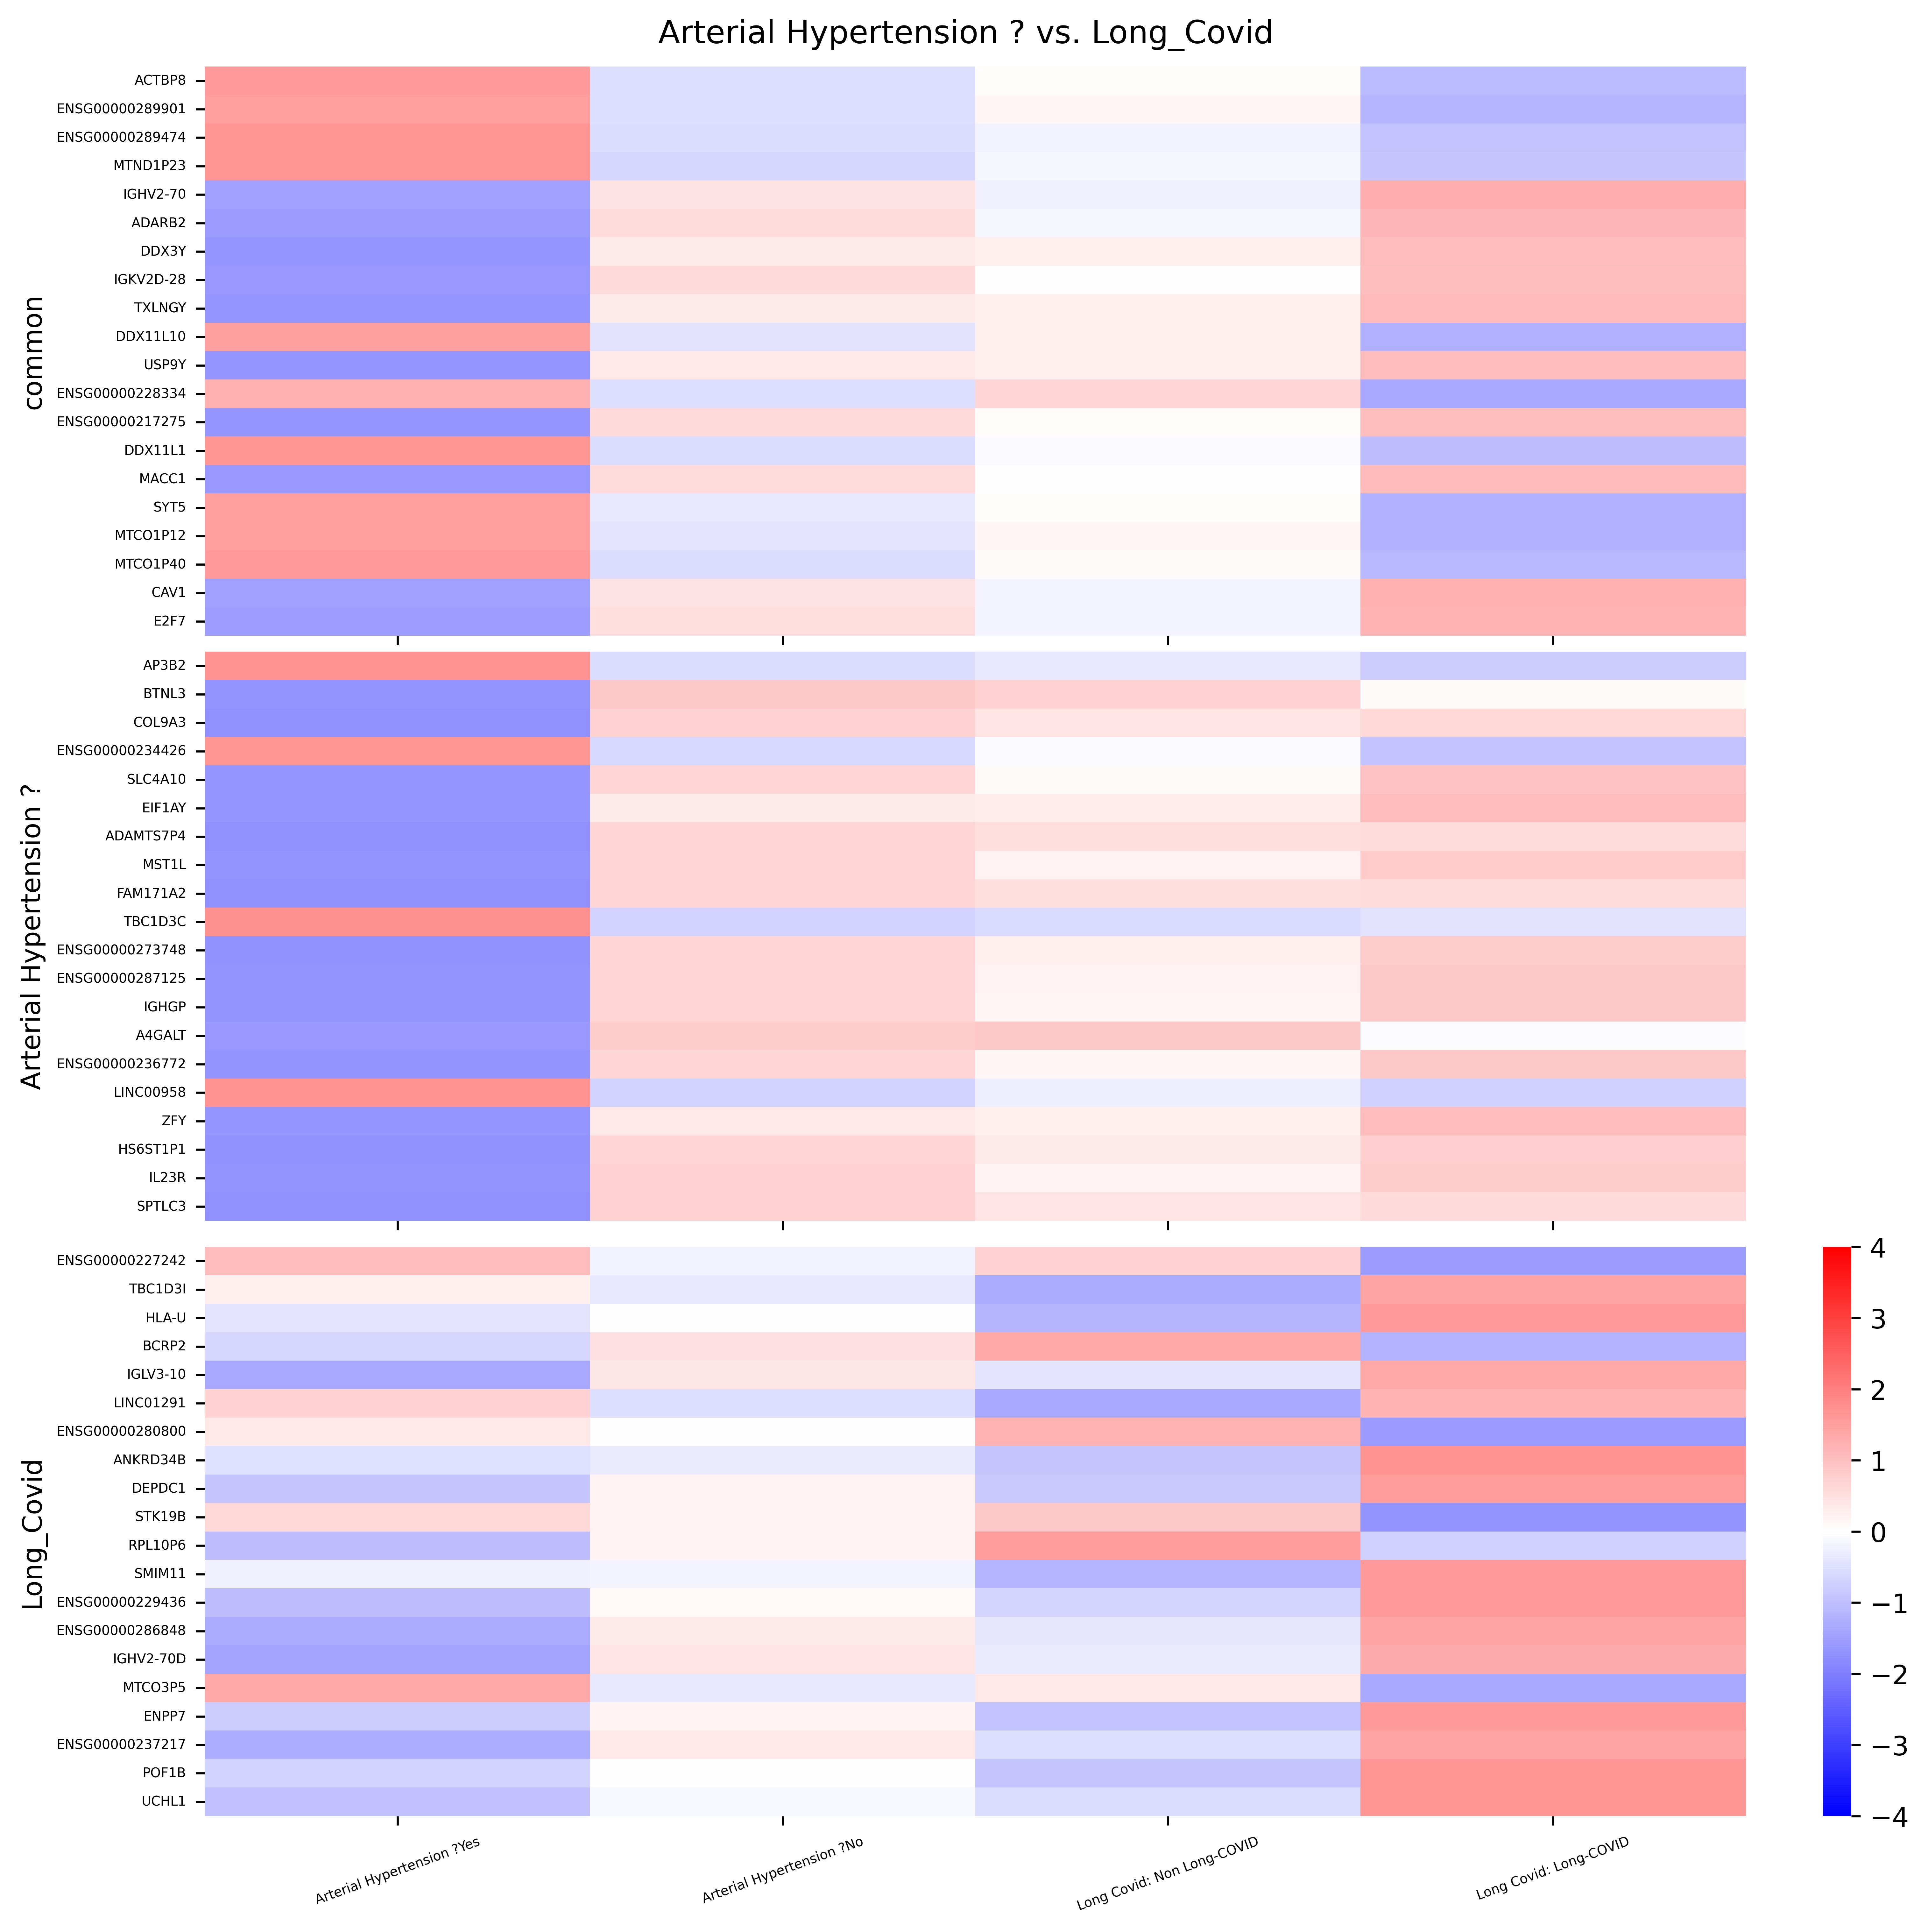 Arterial Hypertension ? vs. Long_Covid
common
ACTBP8
ENSG00000289901
ENSG00000289474
MTND1P23
IGHV2-70
ADARB2
DDX3Y
IGKV2D-28
TXLNGY
DDX11L10
USP9Y
ENSG00000228334
ENSG00000217275
DDX11L1
MACC1
SYT5
MTCO1P12
MTCO1P40
CAV1
E2F7
Arterial Hypertension ?
AP3B2
BTNL3
COL9A3
ENSG00000234426
SLC4A10
EIF1AY
ADAMTS7P4
MST1L
FAM171A2
TBC1D3C
ENSG00000273748
ENSG00000287125
IGHGP
A4GALT
ENSG00000236772
LINC00958
ZFY
HS6ST1P1
IL23R
SPTLC3
Long_Covid
ENSG00000227242
TBC1D3I
HLA-U
BCRP2
IGLV3-10
LINC01291
ENSG00000280800
ANKRD34B
DEPDC1
STK19B
RPL10P6
SMIM11
ENSG00000229436
ENSG00000286848
IGHV2-70D
MTCO3P5
ENPP7
ENSG00000237217
POF1B
UCHL1
4
3
2
1
0
−1
−2
−3
−4
Arterial Hypertension ?Yes
Arterial Hypertension ?No
Long Covid: Non Long-COVID
Long Covid: Long-COVID